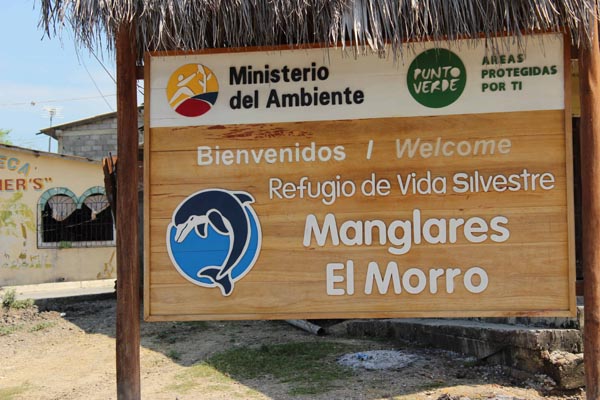 Ministerio
del Ambiente
PUNTO
VERDE
AREAS
PROTEGIDAS
POR TI
Bienvenidos / Welcome
Refugio de Vida Silvestre
Manglares
El Morro